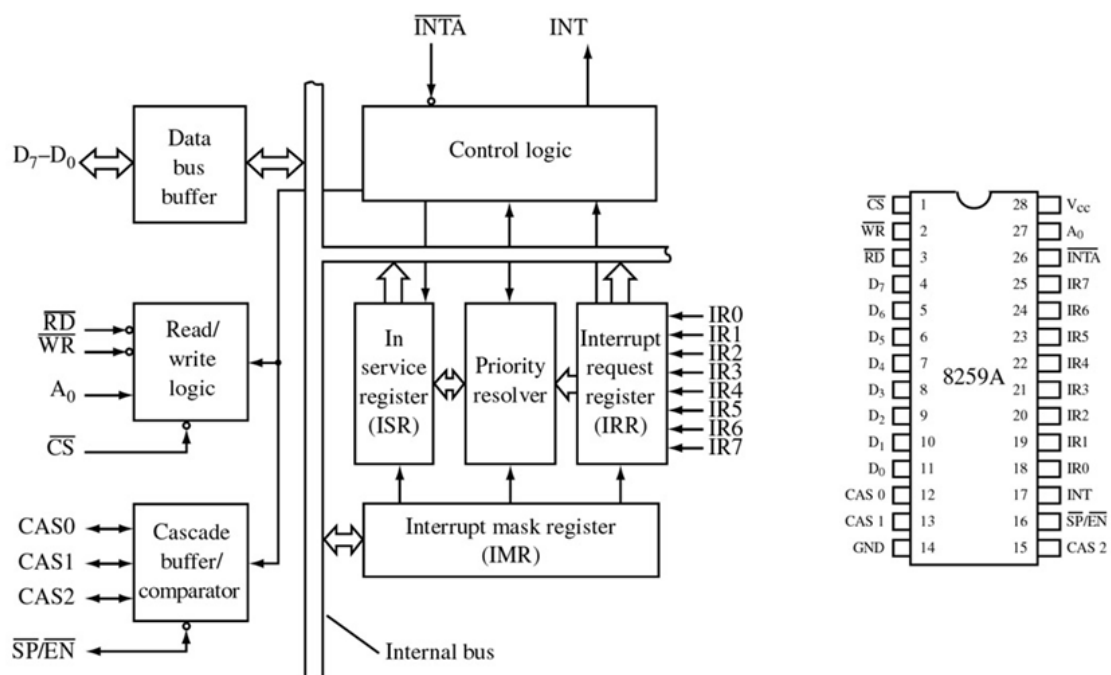 INTA
INT
D7–D0
Data
bus
buffer
Control logic
RD
WR
A0
CS
Read/
write
logic
In
service
register
(ISR)
Priority
resolver
Interrupt
request
register
(IRR)
IR0
IR1
IR2
IR3
IR4
IR5
IR6
IR7
CAS0
CAS1
CAS2
SP/EN
Cascade
buffer/
comparator
Interrupt mask register
(IMR)
Internal bus
CS 1 28 Vcc
WR 2 27 A0
RD 3 26 INTA
D7 4 25 IR7
D6 5 24 IR6
D5 6 23 IR5
D4 7 22 IR4
8259A
D3 8 21 IR3
D2 9 20 IR2
D1 10 19 IR1
D0 11 18 IR0
CAS 0 12 17 INT
CAS 1 13 16 SP/EN
GND 14 15 CAS 2